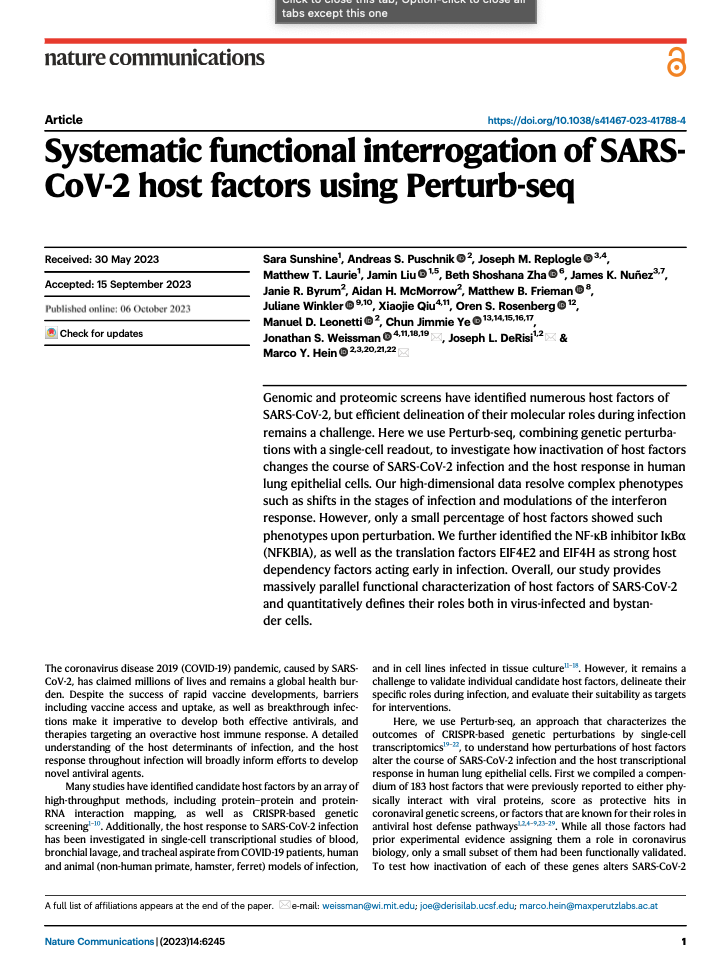 Click to close this tab; Option-click to close all
tabs except this one
nature communications
Article
https://doi.org/10.1038/s41467-023-41788-4
Systematic functional interrogation of SARS-
CoV-2 host factors using Perturb-seq
Received: 30 May 2023
Accepted: 15 September 2023
Published online: 06 October 2023
Check for updates
Sara Sunshine1, Andreas S. Puschnik 2, Joseph M. Replogle 3,4,
Matthew T. Laurie1, Jamin Liu 1,5, Beth Shoshana Zha 6, James K. Nuñez3,7,
Janie R. Byrum2, Aidan H. McMorrow2, Matthew B. Frieman 8,
Juliane Winkler 9,10, Xiaojie Qiu4,11, Oren S. Rosenberg 12,
Manuel D. Leonetti 2, Chun Jimmie Ye 13,14,15,16,17,
Jonathan S. Weissman 4,11,18,19, Joseph L. DeRisi1,2 &
Marco Y. Hein 2,3,20,21,22
Genomic and proteomic screens have identified numerous host factors of
SARS-CoV-2, but efficient delineation of their molecular roles during infection
remains a challenge. Here we use Perturb-seq, combining genetic perturba-
tions with a single-cell readout, to investigate how inactivation of host factors
changes the course of SARS-CoV-2 infection and the host response in human
lung epithelial cells. Our high-dimensional data resolve complex phenotypes
such as shifts in the stages of infection and modulations of the interferon
response. However, only a small percentage of host factors showed such
phenotypes upon perturbation. We further identified the NF-κB inhibitor IκBα
(NFKBIA), as well as the translation factors EIF4E2 and EIF4H as strong host
dependency factors acting early in infection. Overall, our study provides
massively parallel functional characterization of host factors of SARS-CoV-2
and quantitatively defines their roles both in virus-infected and bystan-
der cells.
The coronavirus disease 2019 (COVID-19) pandemic, caused by SARS-
CoV-2, has claimed millions of lives and remains a global health bur-
den. Despite the success of rapid vaccine developments, barriers
including vaccine access and uptake, as well as breakthrough infec-
tions make it imperative to develop both effective antivirals, and
therapies targeting an overactive host immune response. A detailed
understanding of the host determinants of infection, and the host
response throughout infection will broadly inform efforts to develop
novel antiviral agents.
Many studies have identified candidate host factors by an array of
high-throughput methods, including protein–protein and protein-
RNA interaction mapping, as well as CRISPR-based genetic
screening1–10. Additionally, the host response to SARS-CoV-2 infection
has been investigated in single-cell transcriptional studies of blood,
bronchial lavage, and tracheal aspirate from COVID-19 patients, human
and animal (non-human primate, hamster, ferret) models of infection,
and in cell lines infected in tissue culture11–18. However, it remains a
challenge to validate individual candidate host factors, delineate their
specific roles during infection, and evaluate their suitability as targets
for interventions.
Here, we use Perturb-seq, an approach that characterizes the
outcomes of CRISPR-based genetic perturbations by single-cell
transcriptomics19–22, to understand how perturbations of host factors
alter the course of SARS-CoV-2 infection and the host transcriptional
response in human lung epithelial cells. First we compiled a compen-
dium of 183 host factors that were previously reported to either phy-
sically interact with viral proteins, score as protective hits in
coronaviral genetic screens, or factors that are known for their roles in
antiviral host defense pathways1,2,4–9,23–29. While all those factors had
prior experimental evidence assigning them a role in coronavirus
biology, only a small subset of them had been functionally validated.
To test how inactivation of each of these genes alters SARS-CoV-2
A full list of affiliations appears at the end of the paper. e-mail: weissman@wi.mit.edu; joe@derisilab.ucsf.edu; marco.hein@maxperutzlabs.ac.at
Nature Communications | (2023)14:6245
1